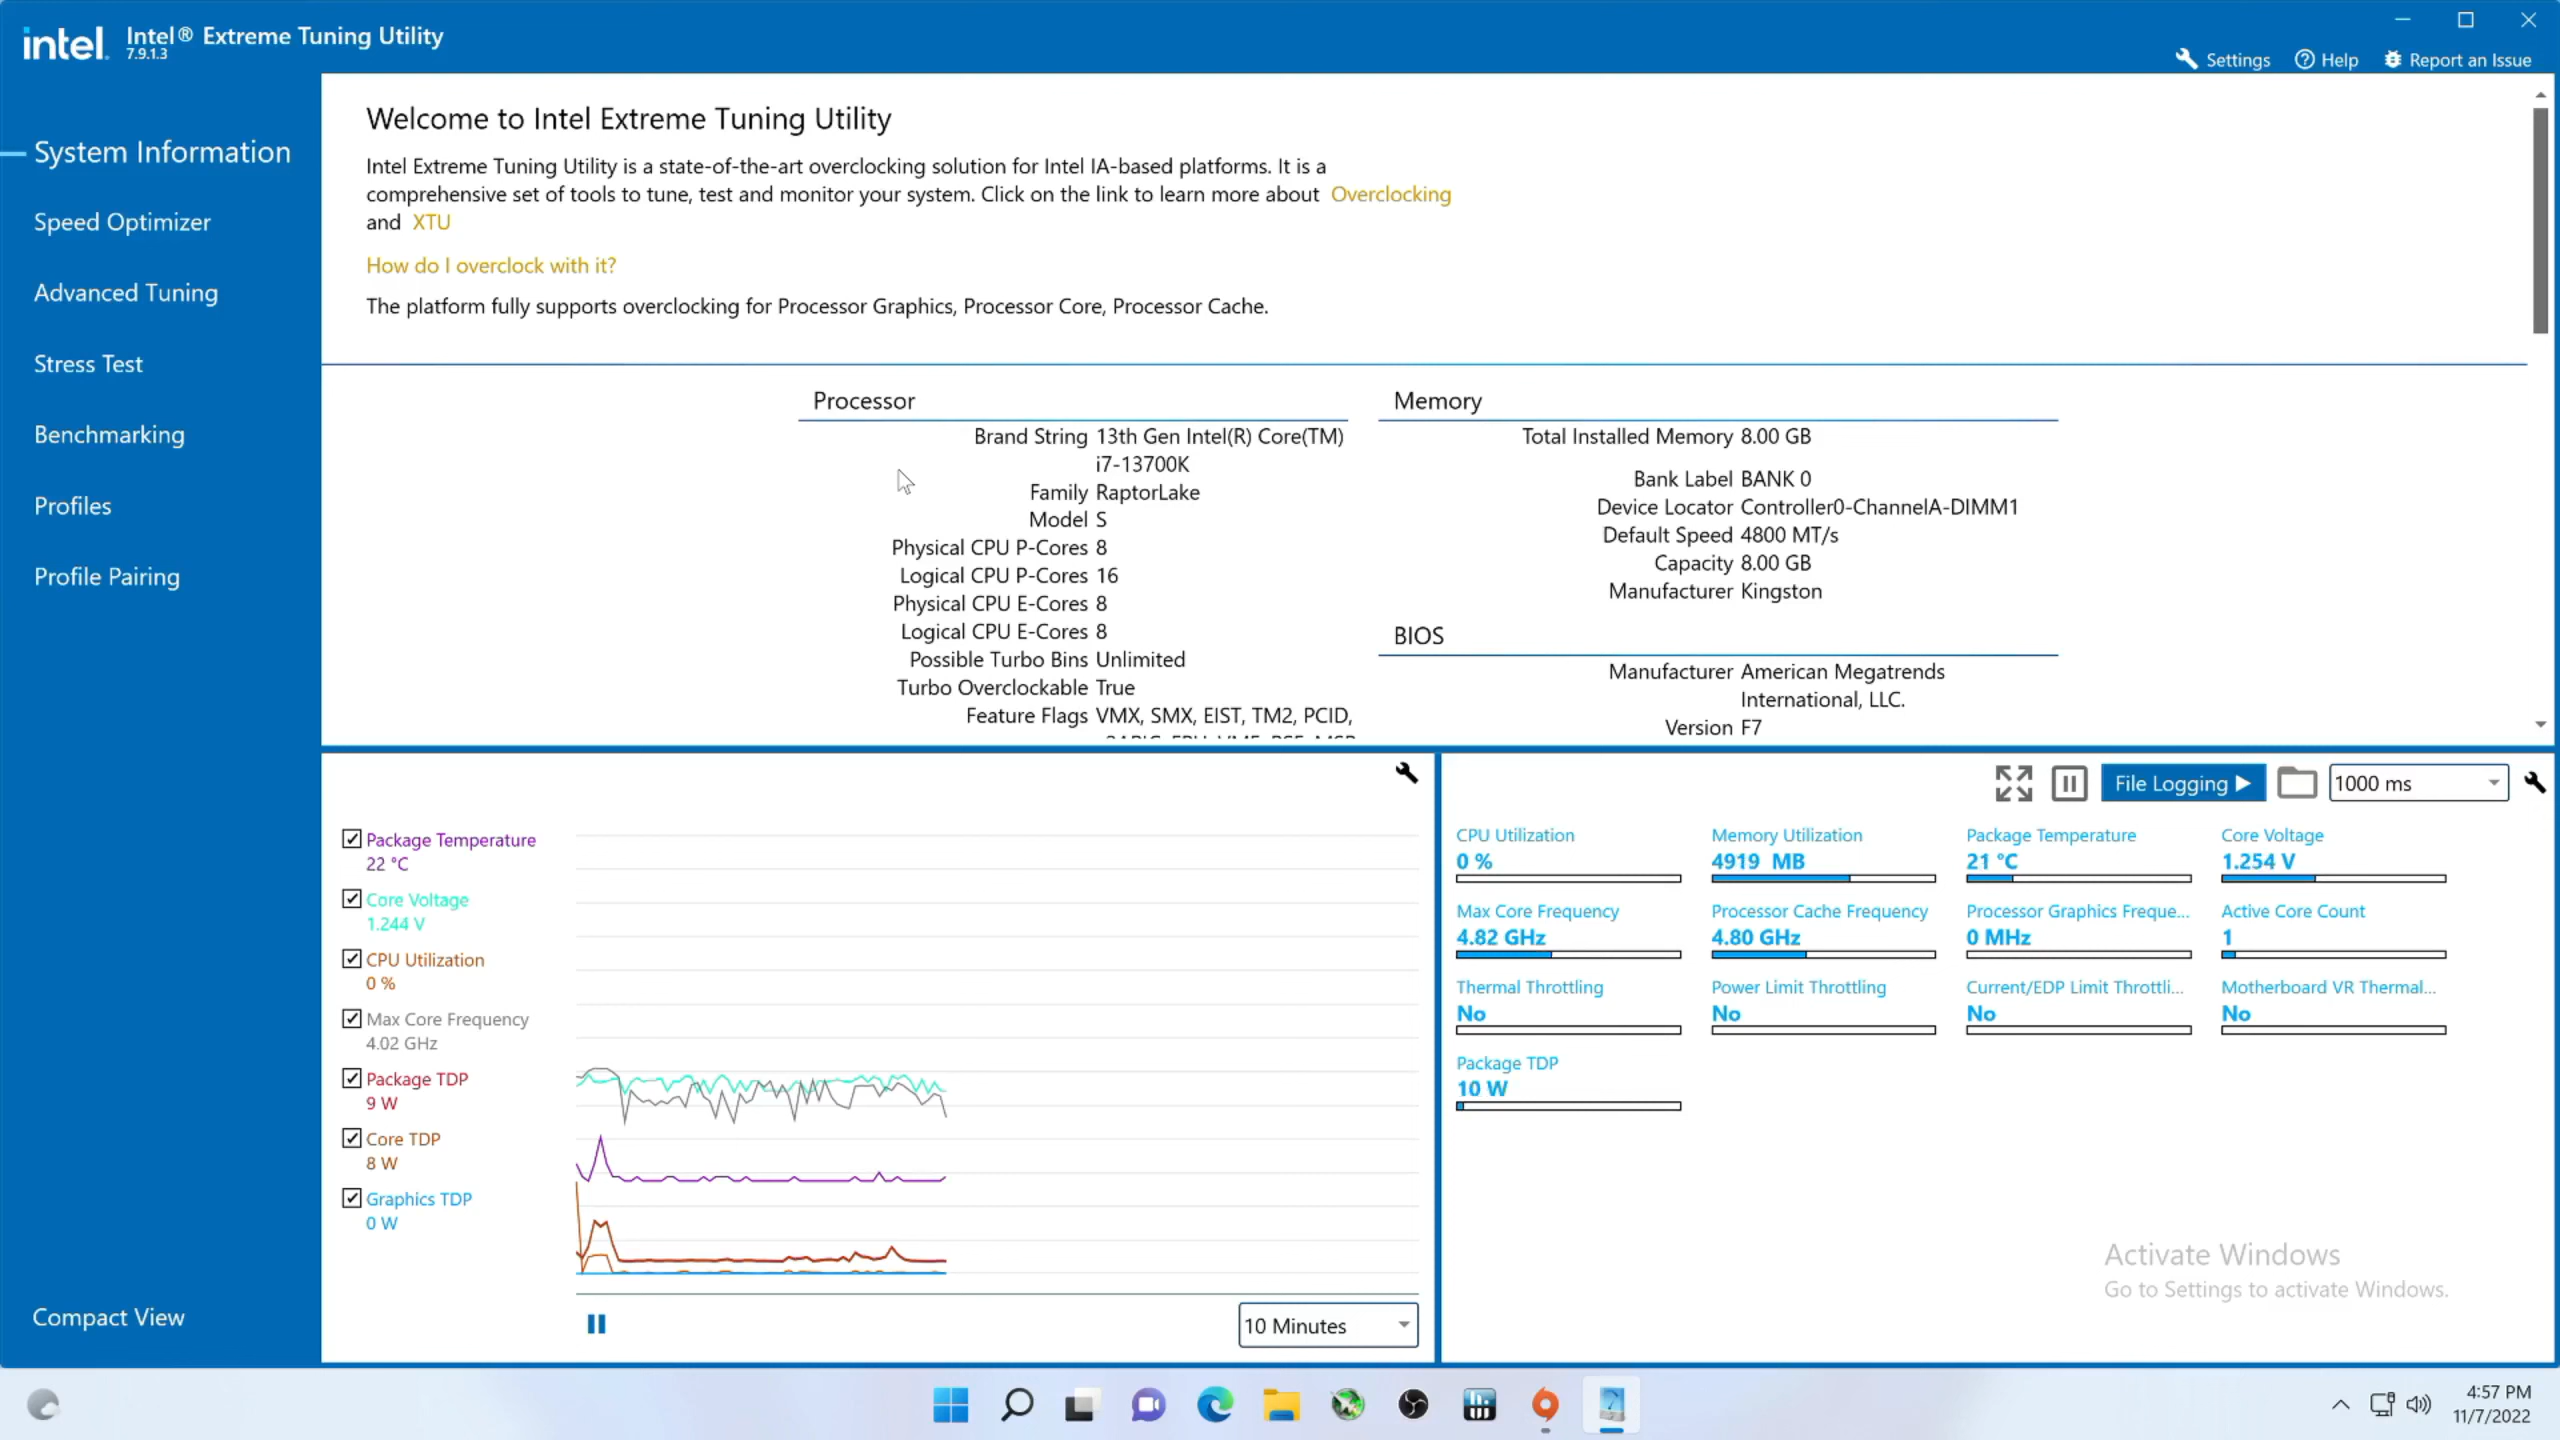 intel. Intel® Extreme Tuning Utility
7.9.1.3
Settings Help Report an Issue
System Information
Speed Optimizer
Advanced Tuning
Stress Test
Benchmarking
Profiles
Profile Pairing
Compact View
Welcome to Intel Extreme Tuning Utility
Intel Extreme Tuning Utility is a state-of-the-art overclocking solution for Intel IA-based platforms. It is a
comprehensive set of tools to tune, test and monitor your system. Click on the link to learn more about Overclocking
and XTU
How do I overclock with it?
The platform fully supports overclocking for Processor Graphics, Processor Core, Processor Cache.
Processor
Brand String 13th Gen Intel(R) Core(TM)
i7-13700K
Family RaptorLake
Model S
Physical CPU P-Cores 8
Logical CPU P-Cores 16
Physical CPU E-Cores 8
Logical CPU E-Cores 8
Possible Turbo Bins Unlimited
Turbo Overclockable True
Feature Flags VMX, SMX, EIST, TM2, PCID,
Memory
Total Installed Memory 8.00 GB
Bank Label BANK 0
Device Locator Controller0-ChannelA-DIMM1
Default Speed 4800 MT/s
Capacity 8.00 GB
Manufacturer Kingston
BIOS
Manufacturer American Megatrends
International, LLC.
Version F7
Package Temperature
22 °C
Core Voltage
1.244 V
CPU Utilization
0 %
Max Core Frequency
4.02 GHz
Package TDP
9 W
Core TDP
8 W
Graphics TDP
0 W
10 Minutes
File Logging 1000 ms
CPU Utilization Memory Utilization Package Temperature Core Voltage
0 % 4919 MB 21 °C 1.254 V
Max Core Frequency Processor Cache Frequency Processor Graphics Freque... Active Core Count
4.82 GHz 4.80 GHz 0 MHz 1
Thermal Throttling Power Limit Throttling Current/EDP Limit Throttli... Motherboard VR Thermal...
No No No No
Package TDP
10 W
Activate Windows
Go to Settings to activate Windows.
4:57 PM
11/7/2022